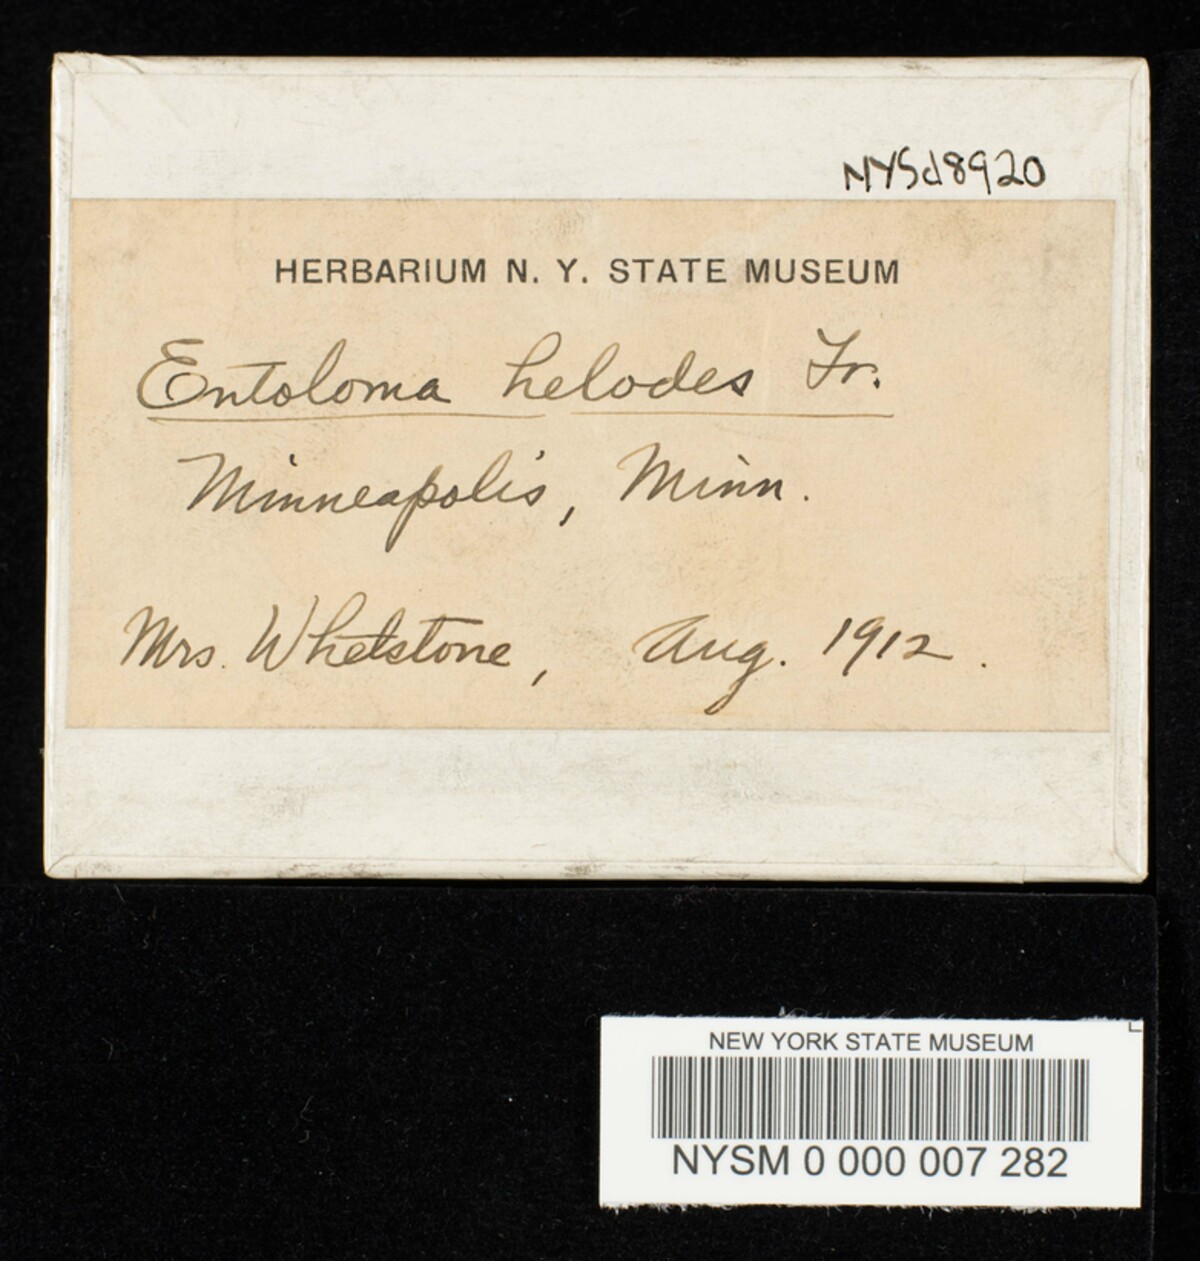 NYSd8920
HERBARIUM N. Y. STATE MUSEUM
Entoloma helodes Fr.
Minneapolis, Minn.
Mrs. Whetstone, Aug. 1912.
NEW YORK STATE MUSEUM
NYSM 0 000 007 282